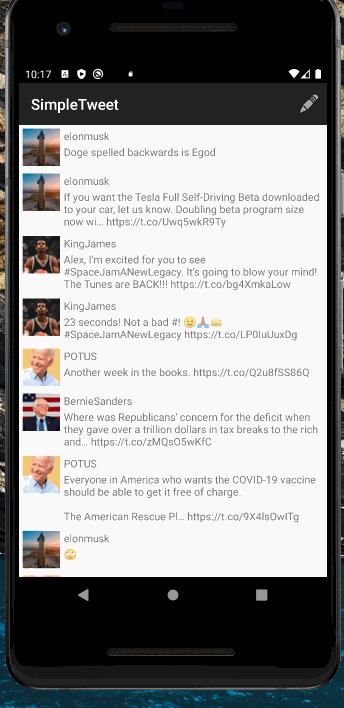 10:17
SimpleTweet
elonmusk
Doge spelled backwards is Egod
elonmusk
If you want the Tesla Full Self-Driving Beta downloaded
to your car, let us know. Doubling beta program size
now wi… https://t.co/Uwq5wkR9Ty
KingJames
Alex, I'm excited for you to see
#SpaceJamANewLegacy. It's going to blow your mind!
The Tunes are BACK!!! https://t.co/bg4XmkaLow
KingJames
23 seconds! Not a bad #! 😉🙏🏾👑
#SpaceJamANewLegacy https://t.co/LP0IuUuxDg
POTUS
Another week in the books. https://t.co/Q2u8fSS86Q
BernieSanders
Where was Republicans' concern for the deficit when
they gave over a trillion dollars in tax breaks to the rich
and… https://t.co/zMQsO5wKfC
POTUS
Everyone in America who wants the COVID-19 vaccine
should be able to get it free of charge.
The American Rescue Pl… https://t.co/9X4lsOwITg
elonmusk
🙄